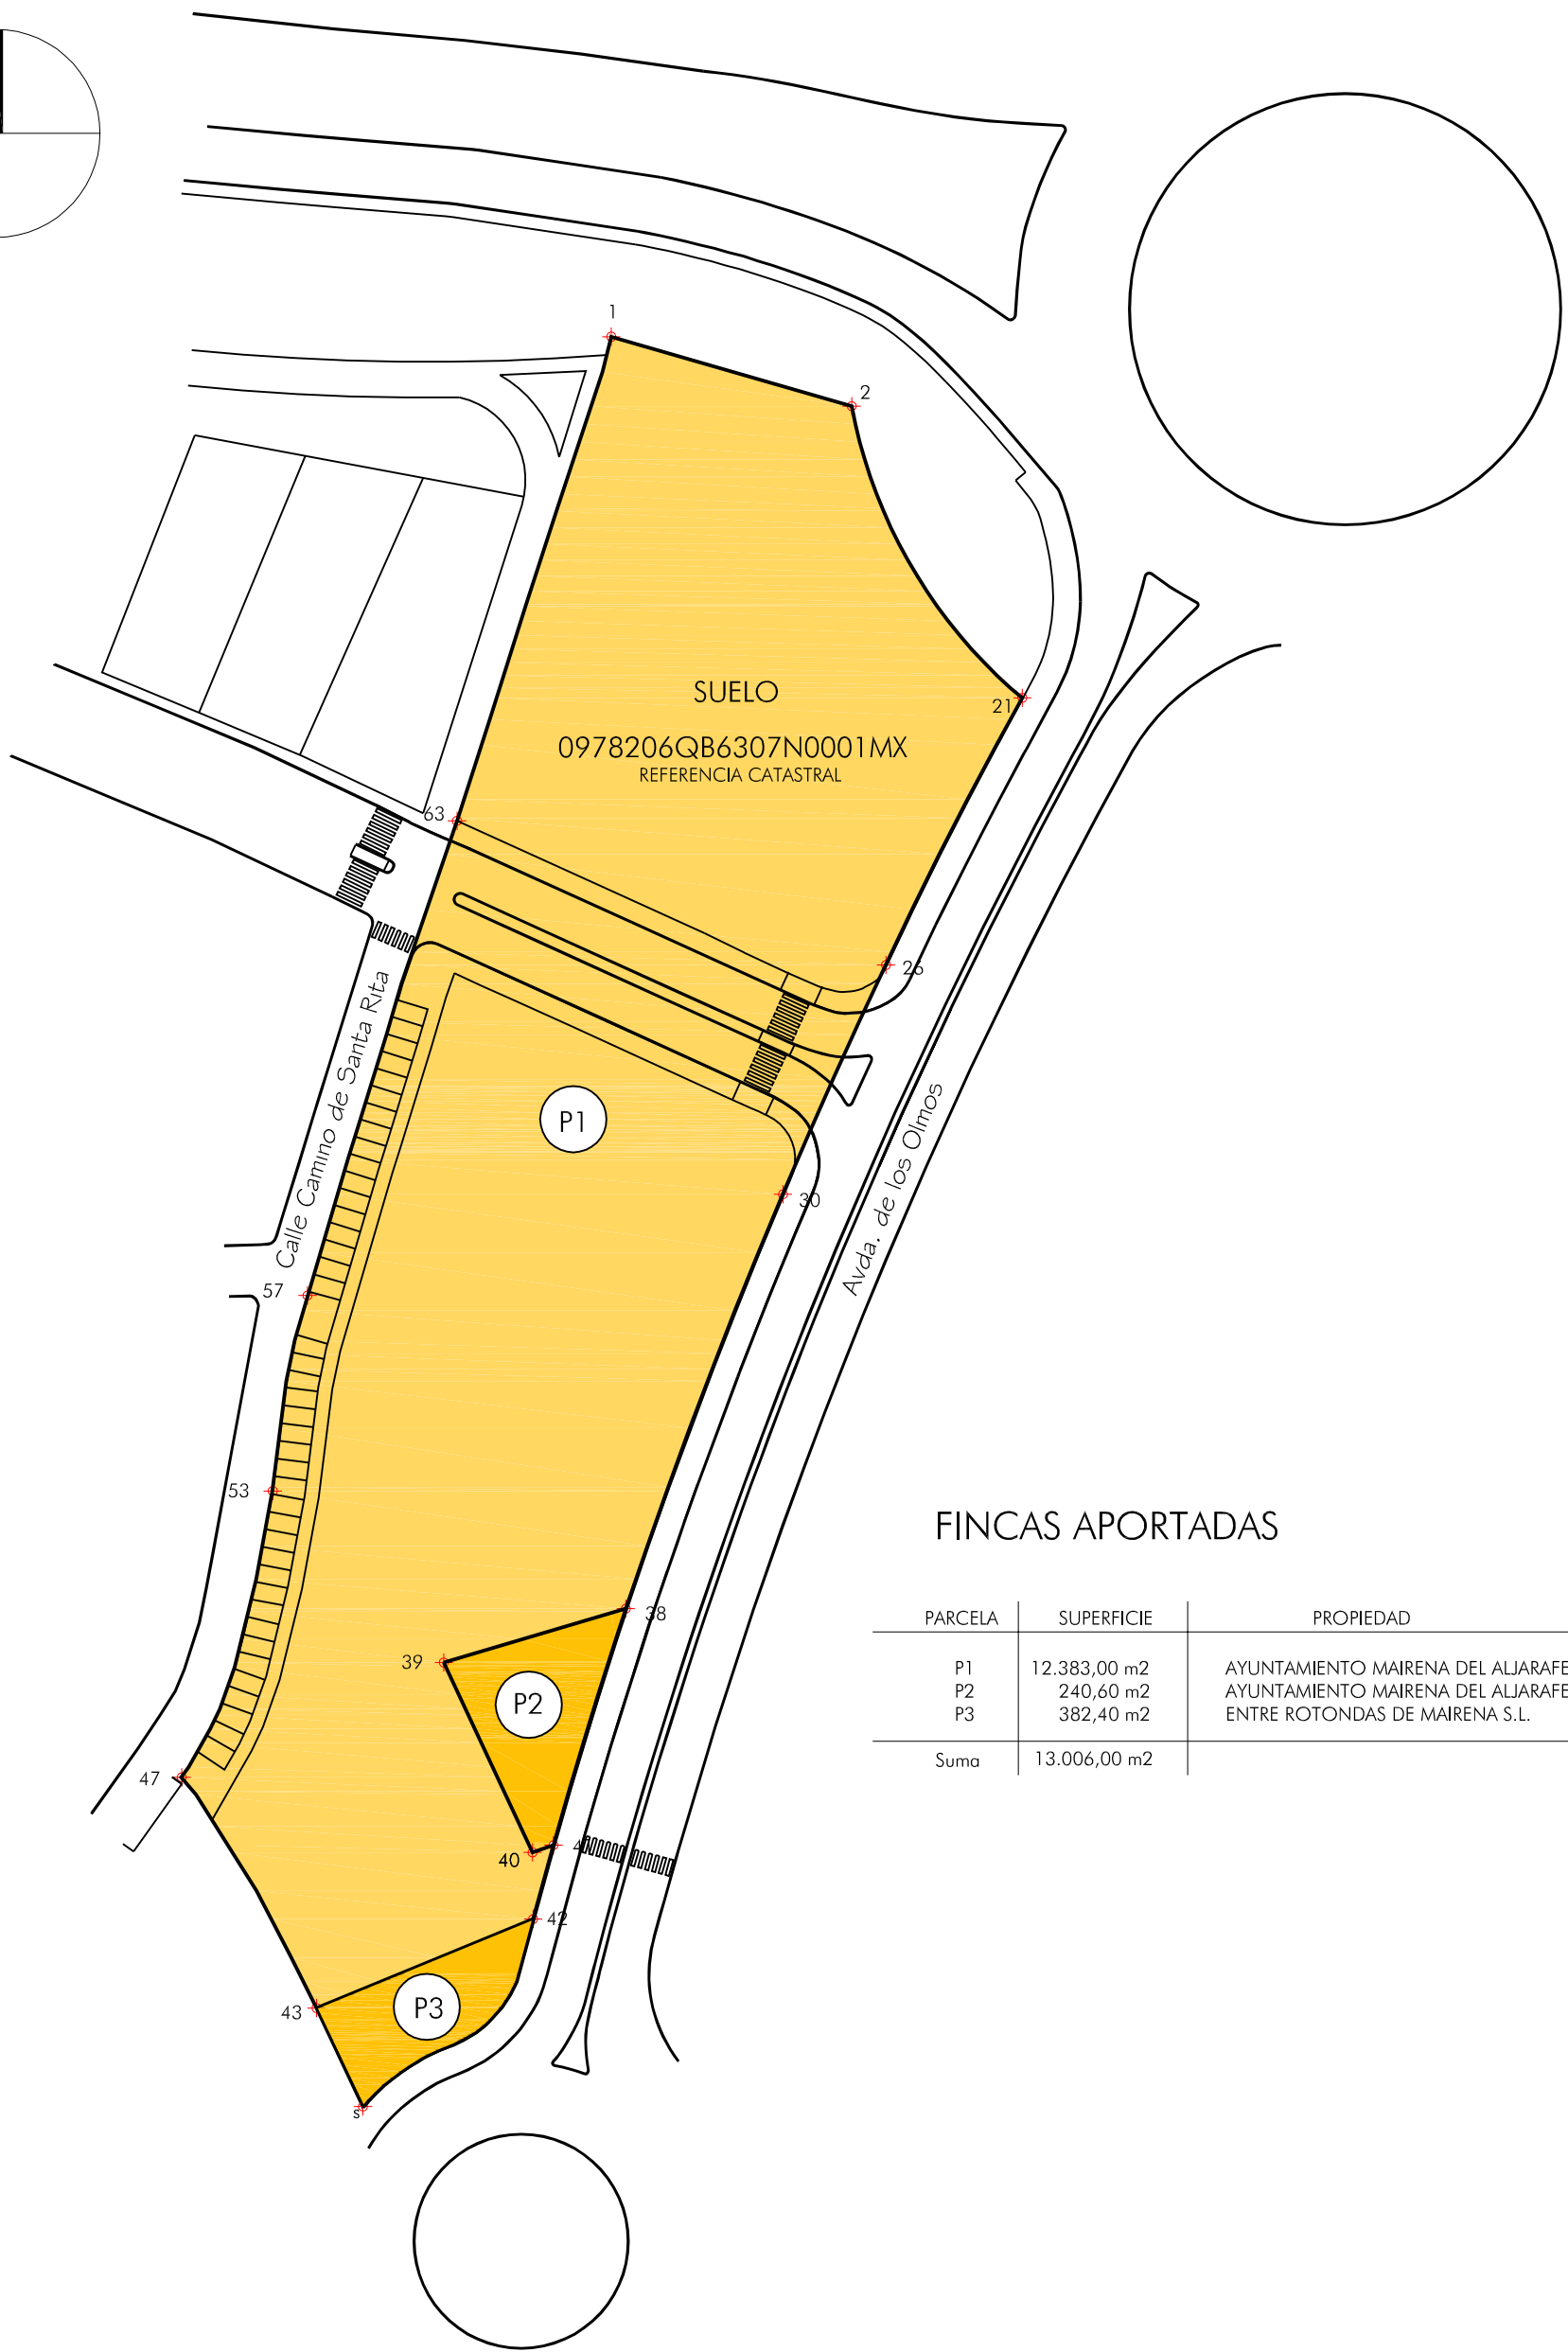 1
2
SUELO
21
0978206QB6307N0001MX
REFERENCIA CATASTRAL
63
26
Calle Camino de Santa Rita
P1
Avda. de los Olmos
30
57
53
FINCAS APORTADAS
PARCELA SUPERFICIE PROPIEDAD
38
39
P1 12.383,00 m2 AYUNTAMIENTO MAIRENA DEL ALJARAFE
P2 240,60 m2 AYUNTAMIENTO MAIRENA DEL ALJARAFE
P3 382,40 m2 ENTRE ROTONDAS DE MAIRENA S.L.
P2
Suma 13.006,00 m2
47
40
42
43
P3
s